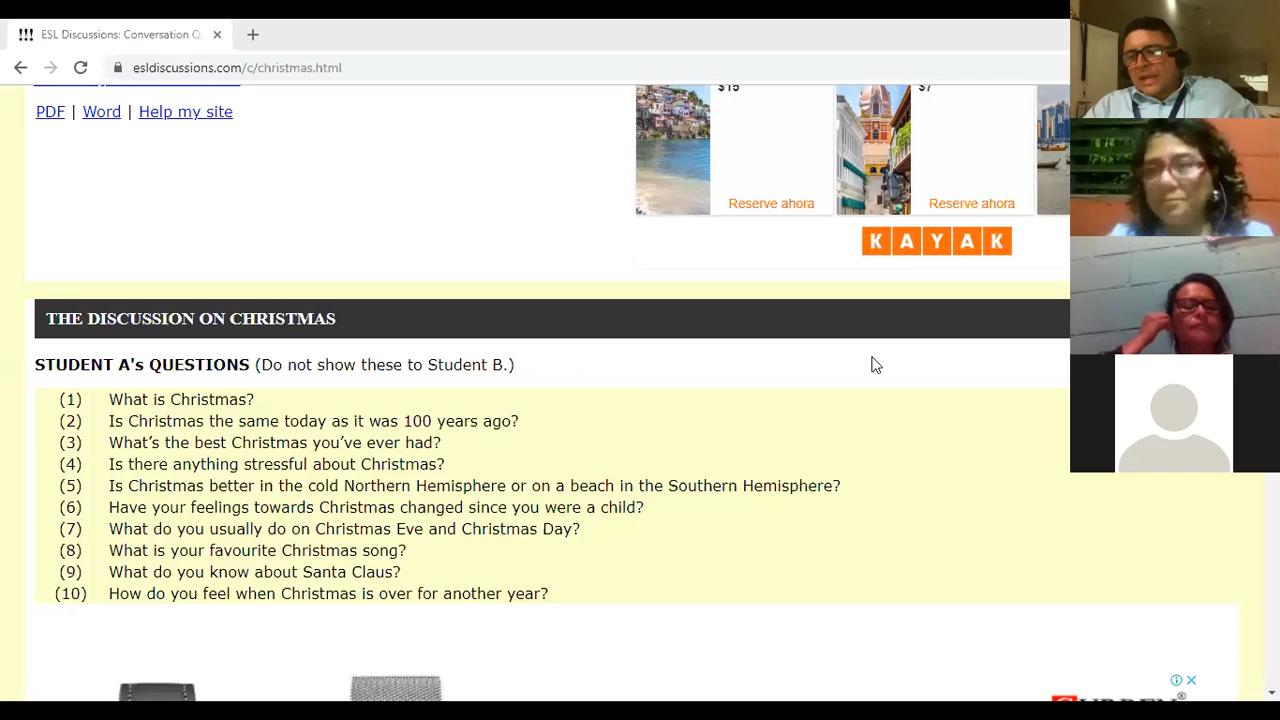 ESL Discussions: Conversation Q
esldiscussions.com/c/christmas.html
PDF | Word | Help my site
$15
$7
Reserve ahora
Reserve ahora
KAYAK
THE DISCUSSION ON CHRISTMAS
STUDENT A's QUESTIONS (Do not show these to Student B.)
(1) What is Christmas?
(2) Is Christmas the same today as it was 100 years ago?
(3) What’s the best Christmas you’ve ever had?
(4) Is there anything stressful about Christmas?
(5) Is Christmas better in the cold Northern Hemisphere or on a beach in the Southern Hemisphere?
(6) Have your feelings towards Christmas changed since you were a child?
(7) What do you usually do on Christmas Eve and Christmas Day?
(8) What is your favourite Christmas song?
(9) What do you know about Santa Claus?
(10) How do you feel when Christmas is over for another year?